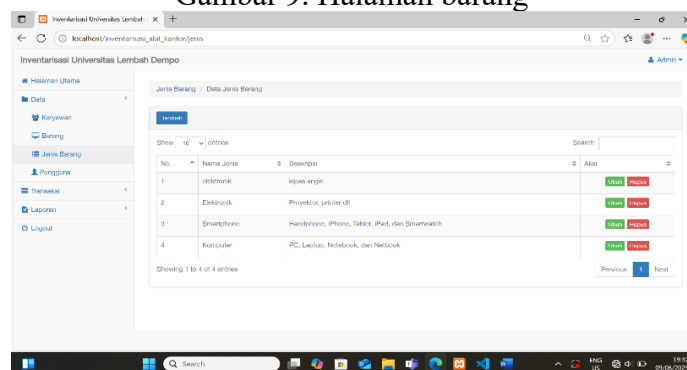 Gambar 9. Halaman barang
Inventarisasi Universitas Lembah
localhost/inventarisasi_alat_kantor/jenis
Inventarisasi Universitas Lembah Dempo
Admin
Halaman Utama
Data
Karyawan
Barang
Jenis Barang
Pengguna
Transaksi
Laporan
Logout
Jenis Barang / Data Jenis Barang
Tambah
Show 10 entries
Search:
No. Nama Jenis Deskripsi Aksi
1 elektronik kipas angin Ubah Hapus
2 Elektronik Proyektor, printer dll Ubah Hapus
3 Smartphone Handphone, iPhone, Tablet, iPad, dan Smartwatch Ubah Hapus
4 Komputer PC, Laptop, Notebook, dan Netbook Ubah Hapus
Showing 1 to 4 of 4 entries
Previous 1 Next
Search
ENG
US
19:32